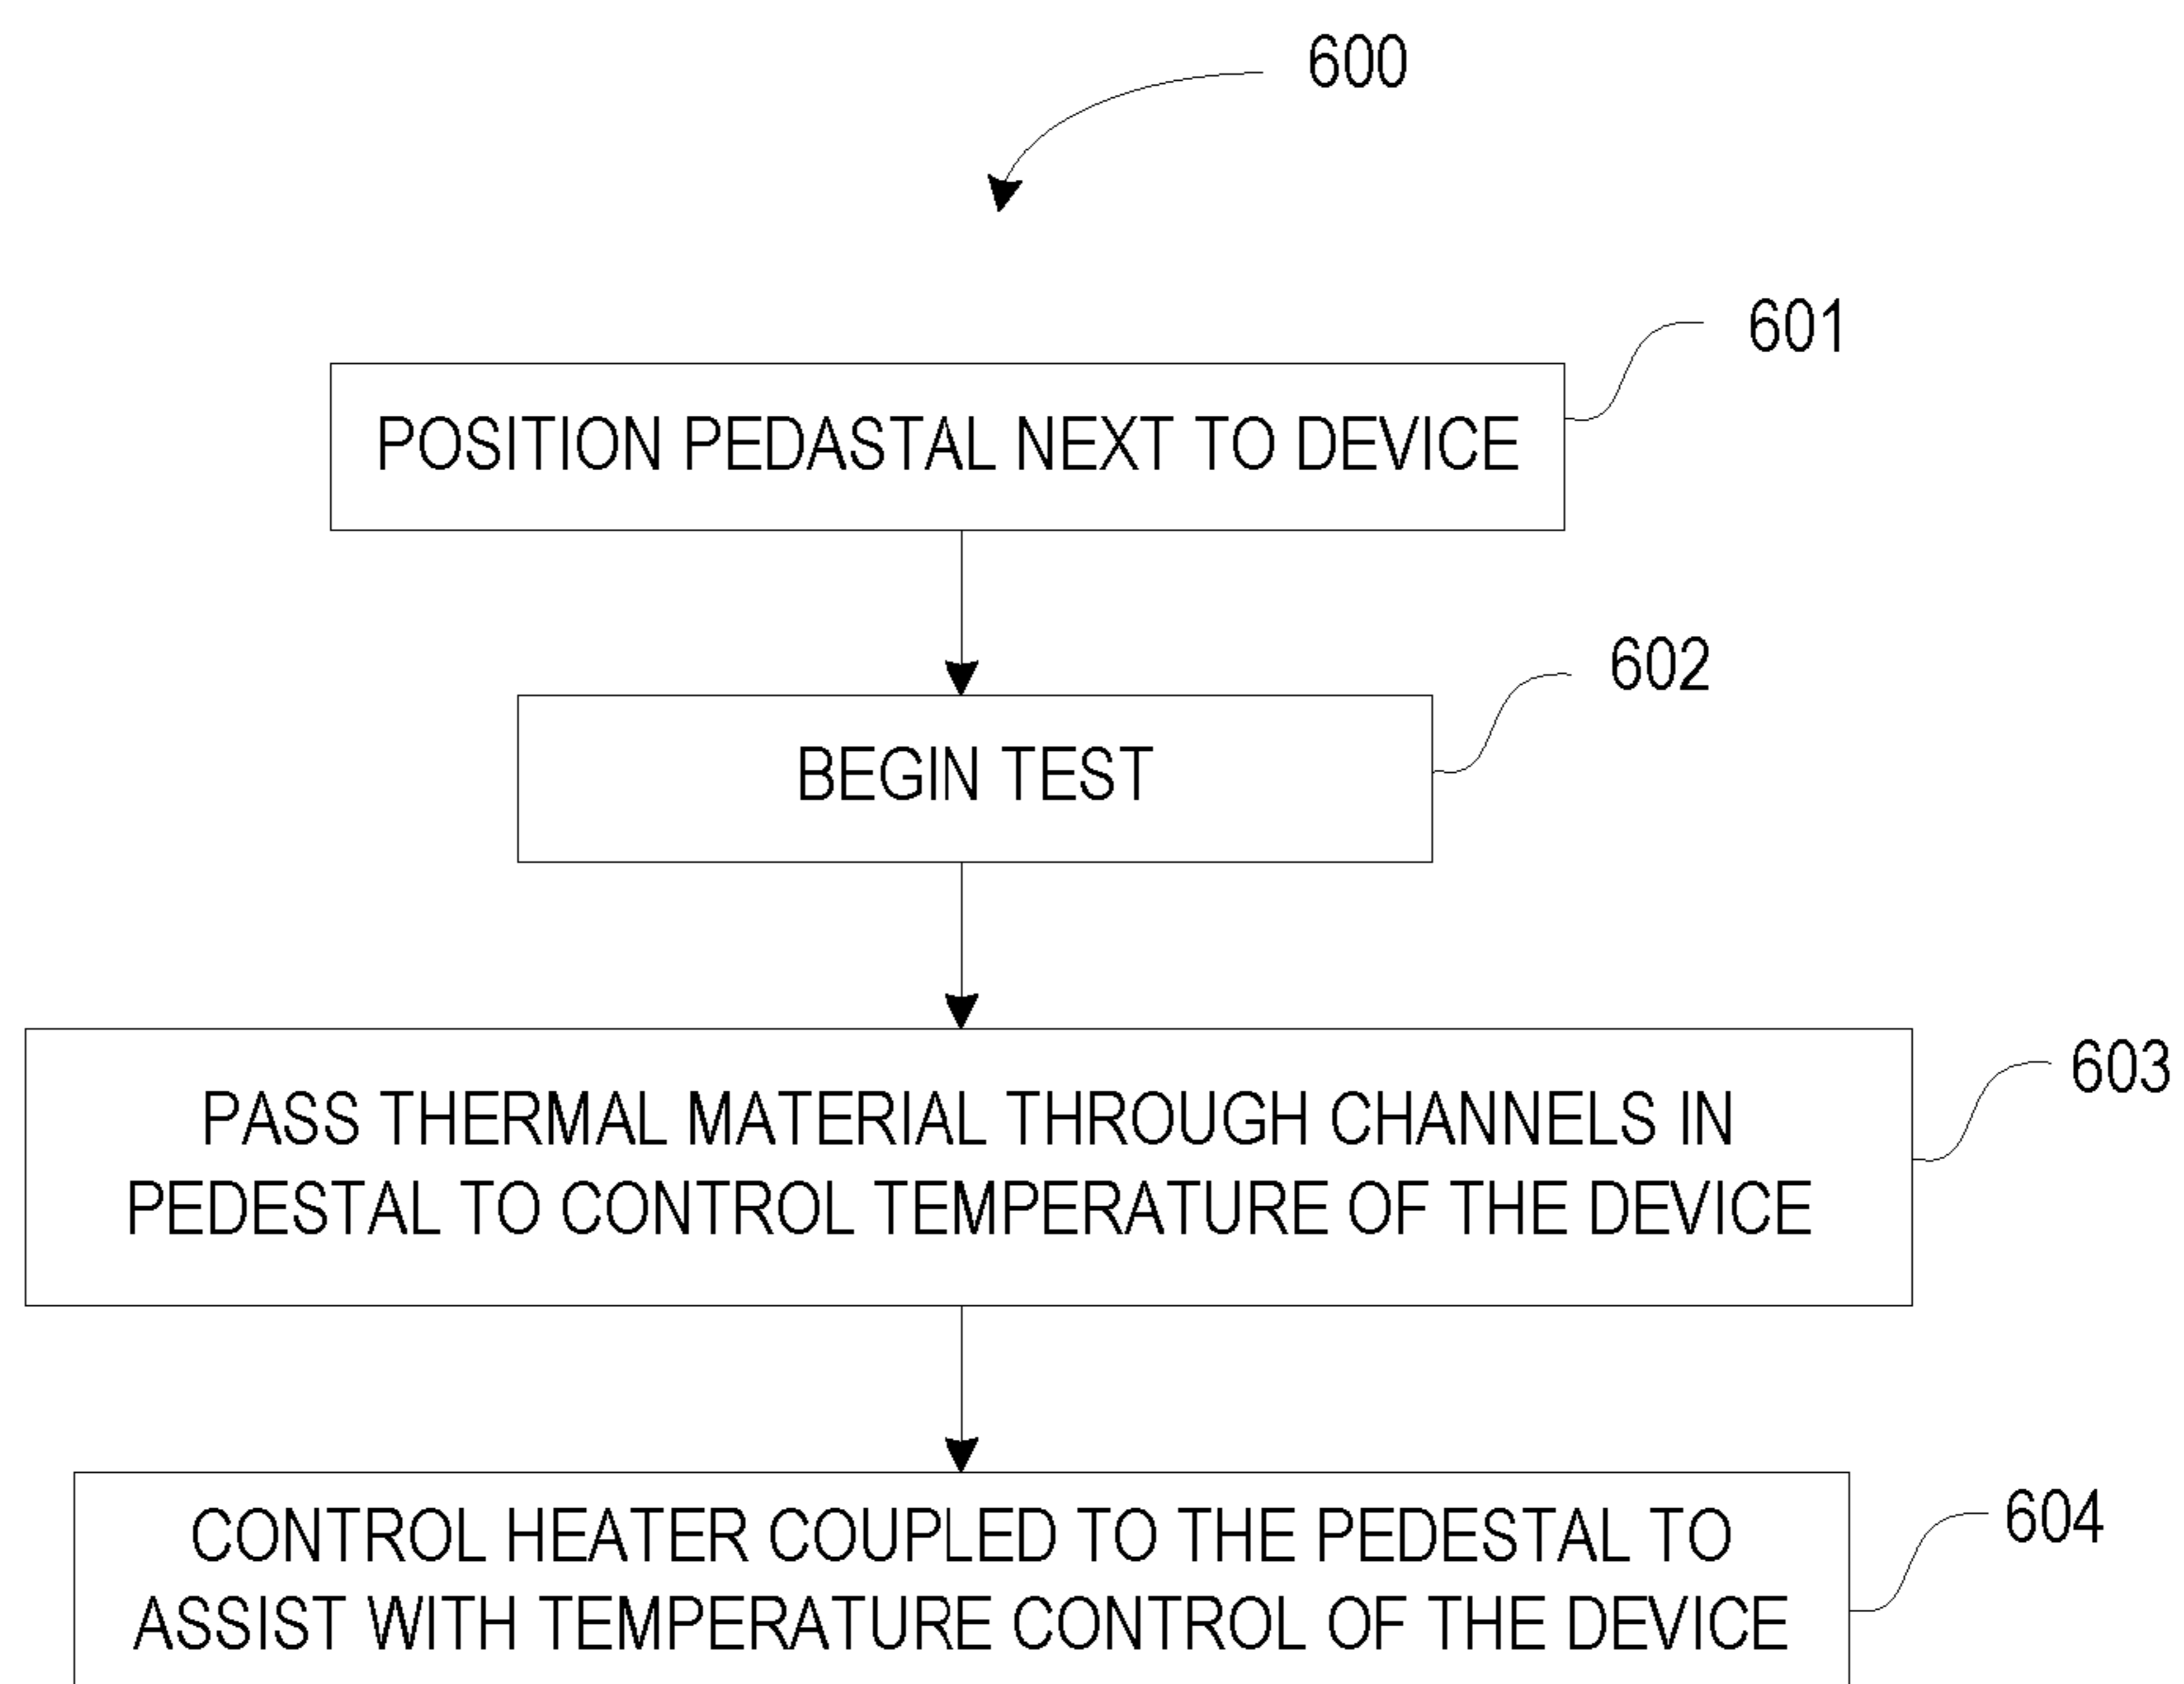 600
601
POSITION PEDASTAL NEXT TO DEVICE
602
BEGIN TEST
603
PASS THERMAL MATERIAL THROUGH CHANNELS IN
PEDESTAL TO CONTROL TEMPERATURE OF THE DEVICE
604
CONTROL HEATER COUPLED TO THE PEDESTAL TO
ASSIST WITH TEMPERATURE CONTROL OF THE DEVICE